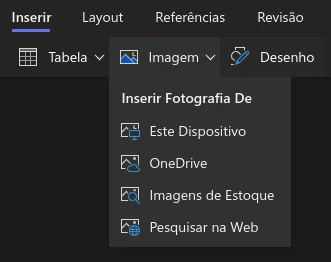 Inserir Layout Referências Revisão
Tabela Imagem Desenho
Inserir Fotografia De
Este Dispositivo
OneDrive
Imagens de Estoque
Pesquisar na Web